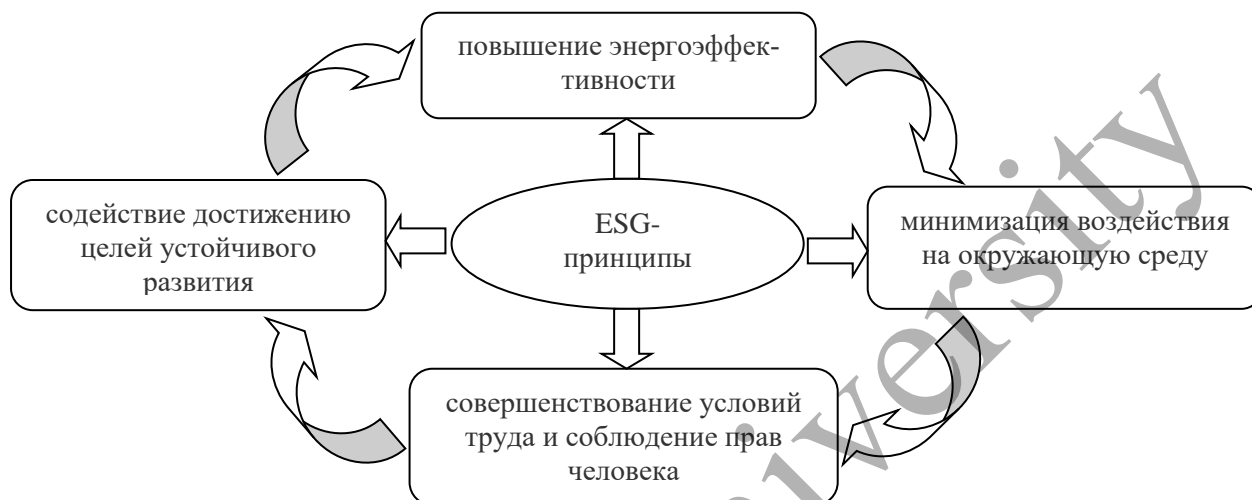 повышение энергоэффек-
тивности
содействие достижению
целей устойчивого
развития
ESG-
принципы
минимизация воздействия
на окружающую среду
совершенствование условий
труда и соблюдение прав
человека
iversity